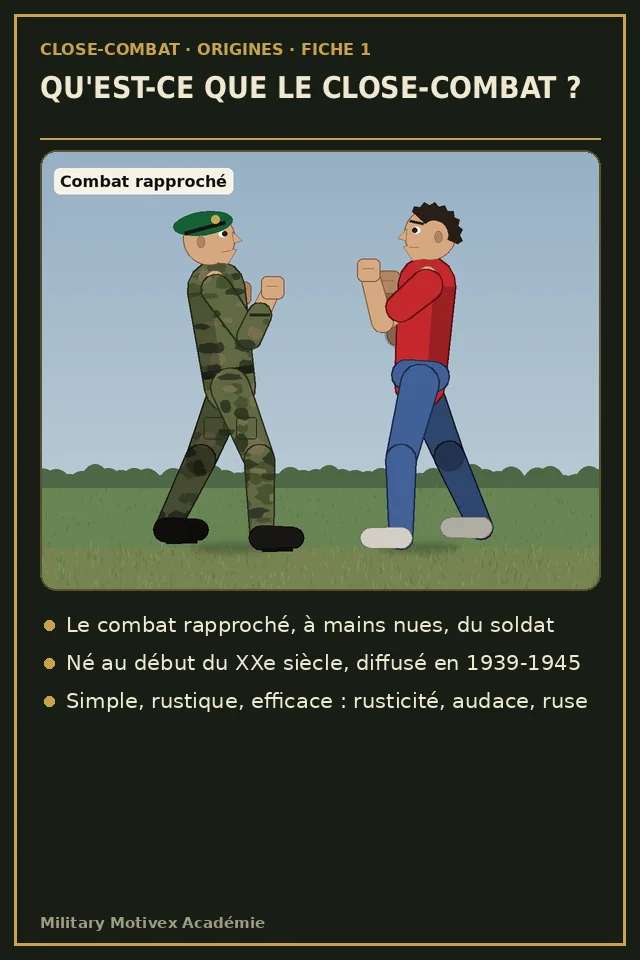 CLOSE-COMBAT · ORIGINES · FICHE 1
QU'EST-CE QUE LE CLOSE-COMBAT ?
Combat rapproché
Le combat rapproché, à mains nues, du soldat
Né au début du XXe siècle, diffusé en 1939-1945
Simple, rustique, efficace : rusticité, audace, ruse
Military Motivex Académie